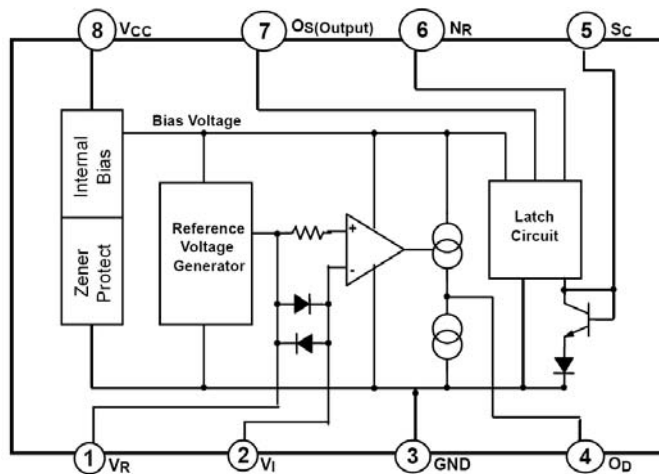 8 VCC
7 OS(Output)
6 NR
5 SC
Bias Voltage
Internal
Bias
Zener
Protect
Reference
Voltage
Generator
+
-
Latch
Circuit
1 VR
2 VI
3 GND
4 OD